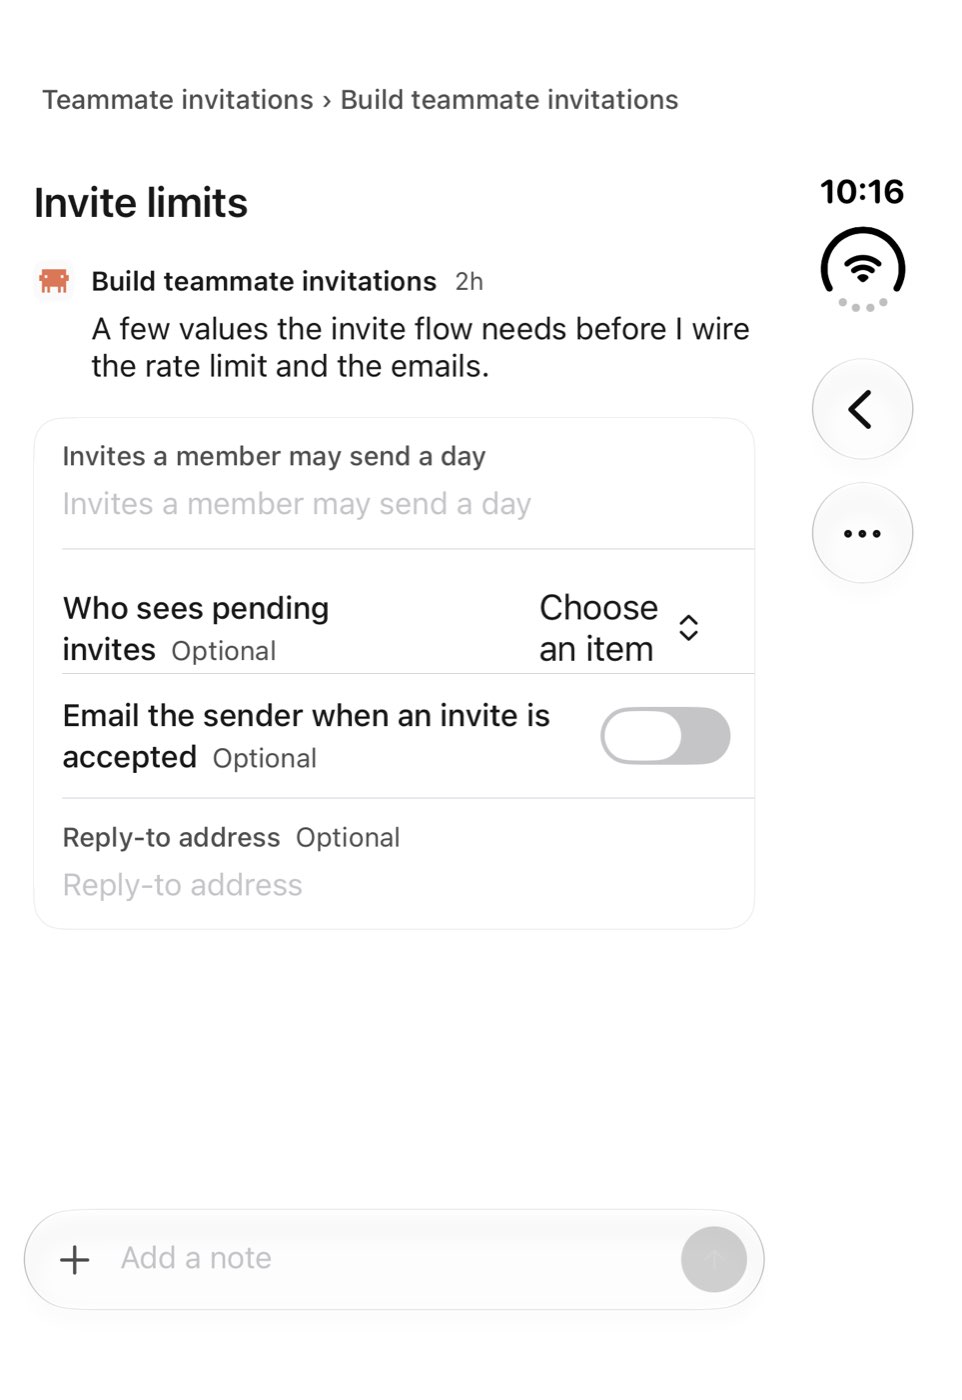 Teammate invitations › Build teammate invitations
Invite limits
10:16
Build teammate invitations 2h
A few values the invite flow needs before I wire
the rate limit and the emails.
Invites a member may send a day
Invites a member may send a day
Who sees pending
invites Optional
Choose
an item
Email the sender when an invite is
accepted Optional
Reply-to address Optional
Reply-to address
Add a note